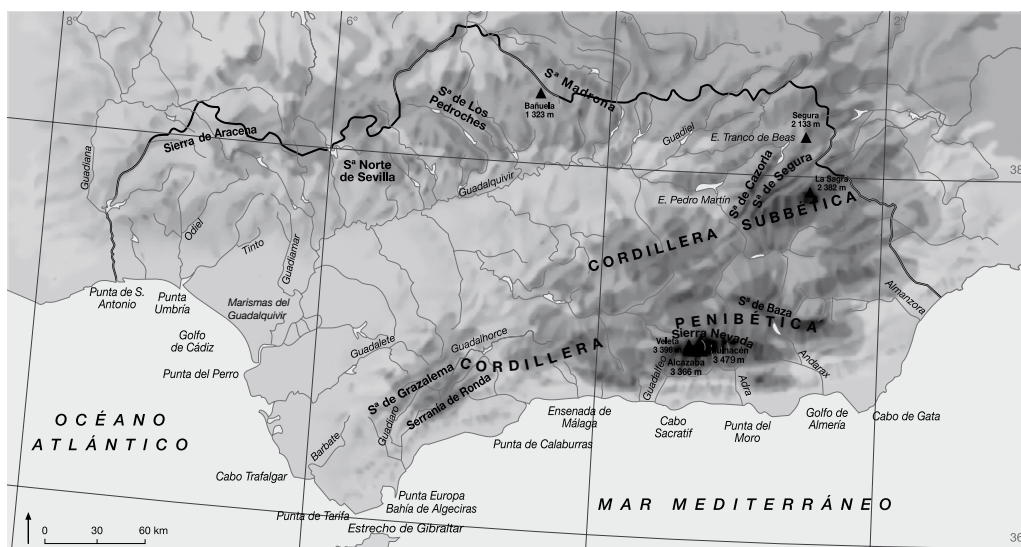 8°
6°
4°
2°
Sª Madrona
Bañuela
1 323 m
Sª de Los
Pedroches
Segura
2 133 m
Guadiel
E. Tranco de Beas
Sierra de Aracena
Guadiana
Sª Norte
de Sevilla
Guadalquivir
38
La Sagra
2 382 m
Sª de Cazorla
Sª de Segura
E. Pedro Martín
Odiel
Tinto
Guadiamar
CORDILLERA SUBBÉTICA
Punta de S.
Antonio
Punta
Umbría
Marismas del
Guadalquivir
Almanzora
Sª de Baza
Golfo
de Cádiz
Guadalete
Guadalhorce
CORDILLERA PENIBÉTICA
Sierra Nevada
Veleta
3 396 m
Mulhacén
3 479 m
Alcazaba
3 366 m
Andarax
Punta del Perro
Sª de Grazalema
Serranía de Ronda
Guadalfeo
Adra
OCÉANO
ATLÁNTICO
Barbate
Guadiaro
Ensenada de
Málaga
Cabo
Sacratif
Punta del
Moro
Golfo de
Almería
Cabo de Gata
Punta de Calaburras
Cabo Trafalgar
Punta Europa
Bahía de Algeciras
MAR MEDITERRÁNEO
Punta de Tarifa
Estrecho de Gibraltar
0 30 60 km
36